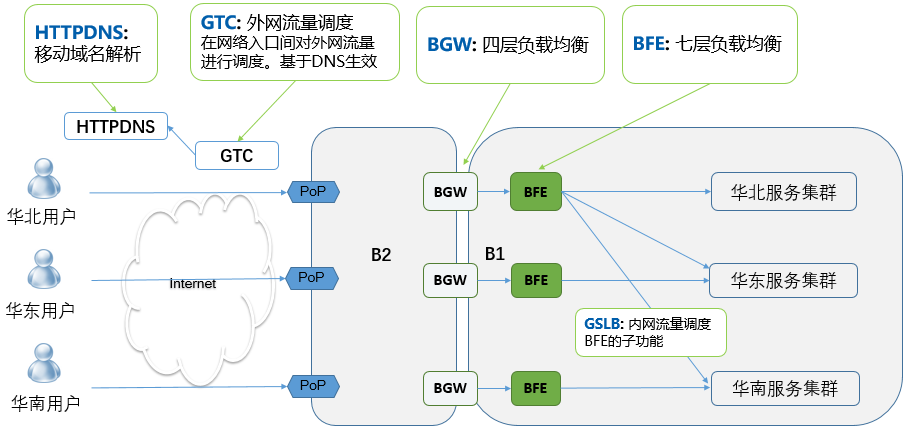 HTTPDNS:
移动域名解析
GTC: 外网流量调度
在网络入口间对外网流量
进行调度。基于DNS生效
BGW: 四层负载均衡
BFE: 七层负载均衡
HTTPDNS
GTC
华北用户
PoP
BGW
BFE
华北服务集群
B2
B1
华东用户
Internet
PoP
BGW
BFE
华东服务集群
GSLB: 内网流量调度
BFE的子功能
华南用户
PoP
BGW
BFE
华南服务集群